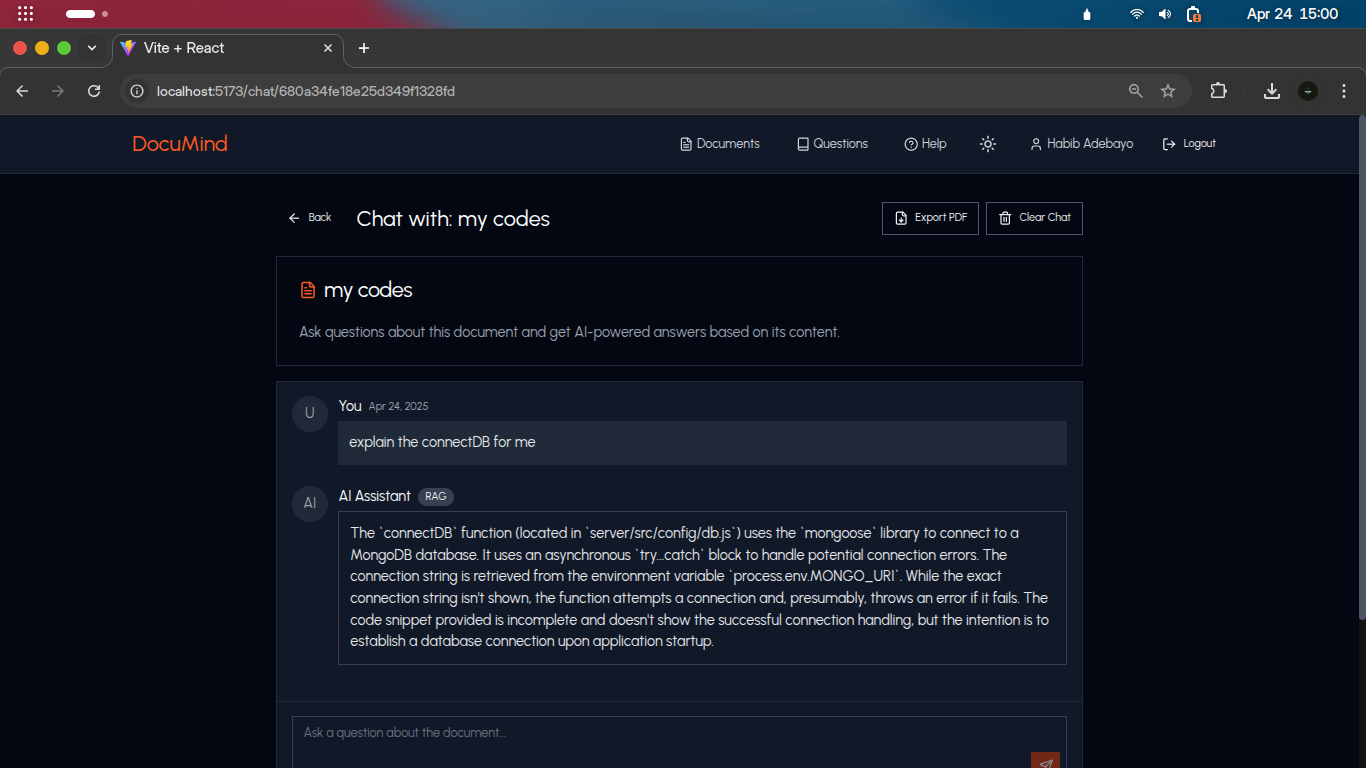 Apr 24 15:00
Vite + React
localhost:5173/chat/680a34fe18e25d349f1328fd
DocuMind
Documents
Questions
Help
Habib Adebayo
Logout
Back
Chat with: my codes
Export PDF
Clear Chat
my codes
Ask questions about this document and get AI-powered answers based on its content.
U
You Apr 24, 2025
explain the connectDB for me
AI
AI Assistant RAG
The `connectDB` function (located in `server/src/config/db.js`) uses the `mongoose` library to connect to a
MongoDB database. It uses an asynchronous `try...catch` block to handle potential connection errors. The
connection string is retrieved from the environment variable `process.env.MONGO_URI`. While the exact
connection string isn't shown, the function attempts a connection and, presumably, throws an error if it fails. The
code snippet provided is incomplete and doesn't show the successful connection handling, but the intention is to
establish a database connection upon application startup.
Ask a question about the document...